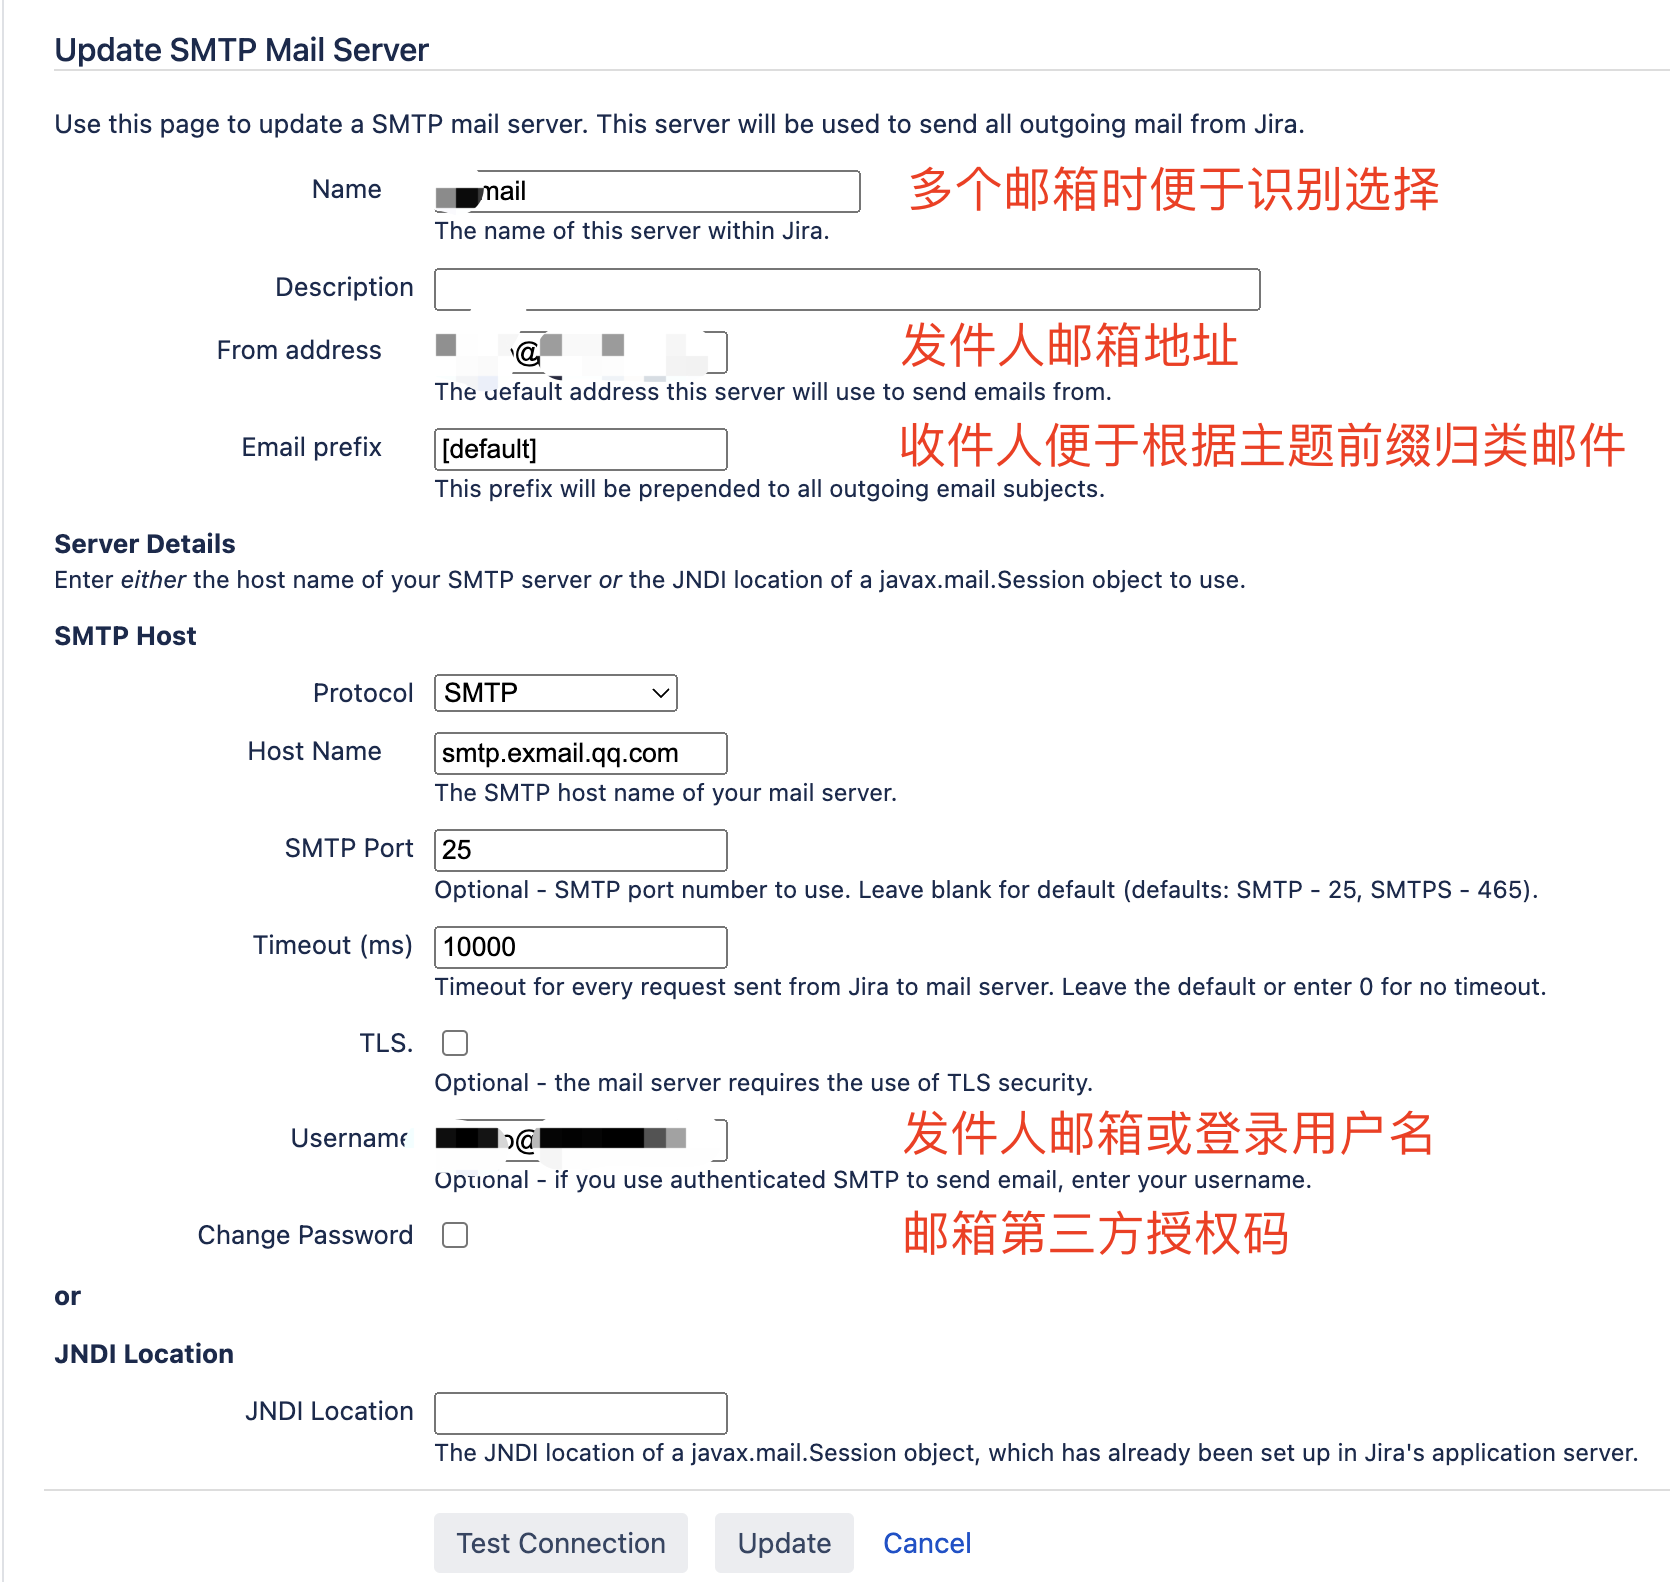 Update SMTP Mail Server
Use this page to update a SMTP mail server. This server will be used to send all outgoing mail from Jira.
Name mail 多个邮箱时便于识别选择
The name of this server within Jira.
Description
From address @ 发件人邮箱地址
The default address this server will use to send emails from.
Email prefix [default] 收件人便于根据主题前缀归类邮件
This prefix will be prepended to all outgoing email subjects.
Server Details
Enter either the host name of your SMTP server or the JNDI location of a javax.mail.Session object to use.
SMTP Host
Protocol SMTP
Host Name smtp.exmail.qq.com
The SMTP host name of your mail server.
SMTP Port 25
Optional - SMTP port number to use. Leave blank for default (defaults: SMTP - 25, SMTPS - 465).
Timeout (ms) 10000
Timeout for every request sent from Jira to mail server. Leave the default or enter 0 for no timeout.
TLS.
Optional - the mail server requires the use of TLS security.
Username @ 发件人邮箱或登录用户名
Optional - if you use authenticated SMTP to send email, enter your username.
Change Password 邮箱第三方授权码
or
JNDI Location
JNDI Location
The JNDI location of a javax.mail.Session object, which has already been set up in Jira's application server.
Test Connection Update Cancel